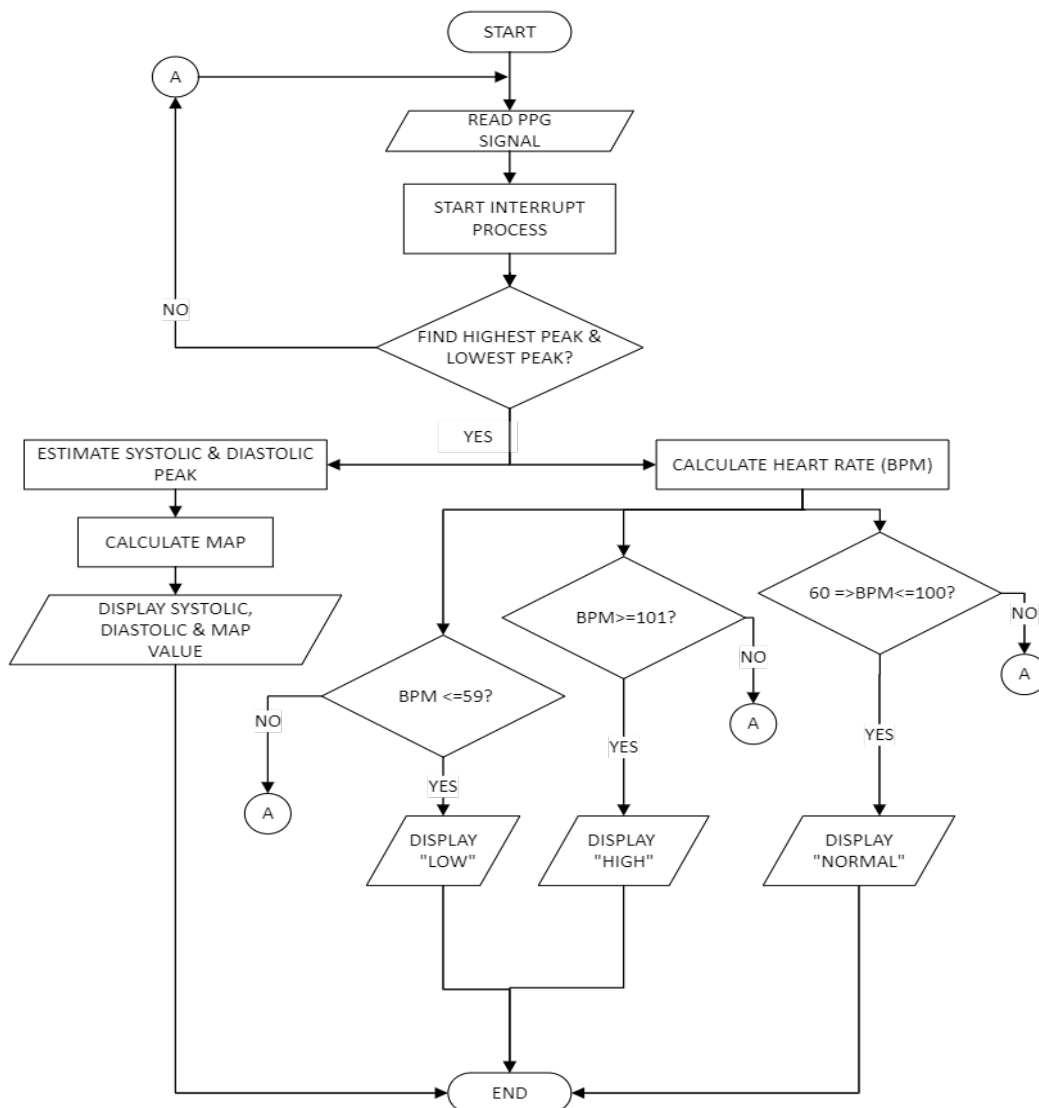 START
A
READ PPG
SIGNAL
START INTERRUPT
PROCESS
NO
FIND HIGHEST PEAK &
LOWEST PEAK?
YES
ESTIMATE SYSTOLIC & DIASTOLIC
PEAK
CALCULATE HEART RATE (BPM)
CALCULATE MAP
DISPLAY SYSTOLIC,
DIASTOLIC & MAP
VALUE
BPM <=59?
NO
A
YES
BPM>=101?
NO
A
YES
60 =>BPM<=100?
NO
A
YES
DISPLAY
"LOW"
DISPLAY
"HIGH"
DISPLAY
"NORMAL"
END